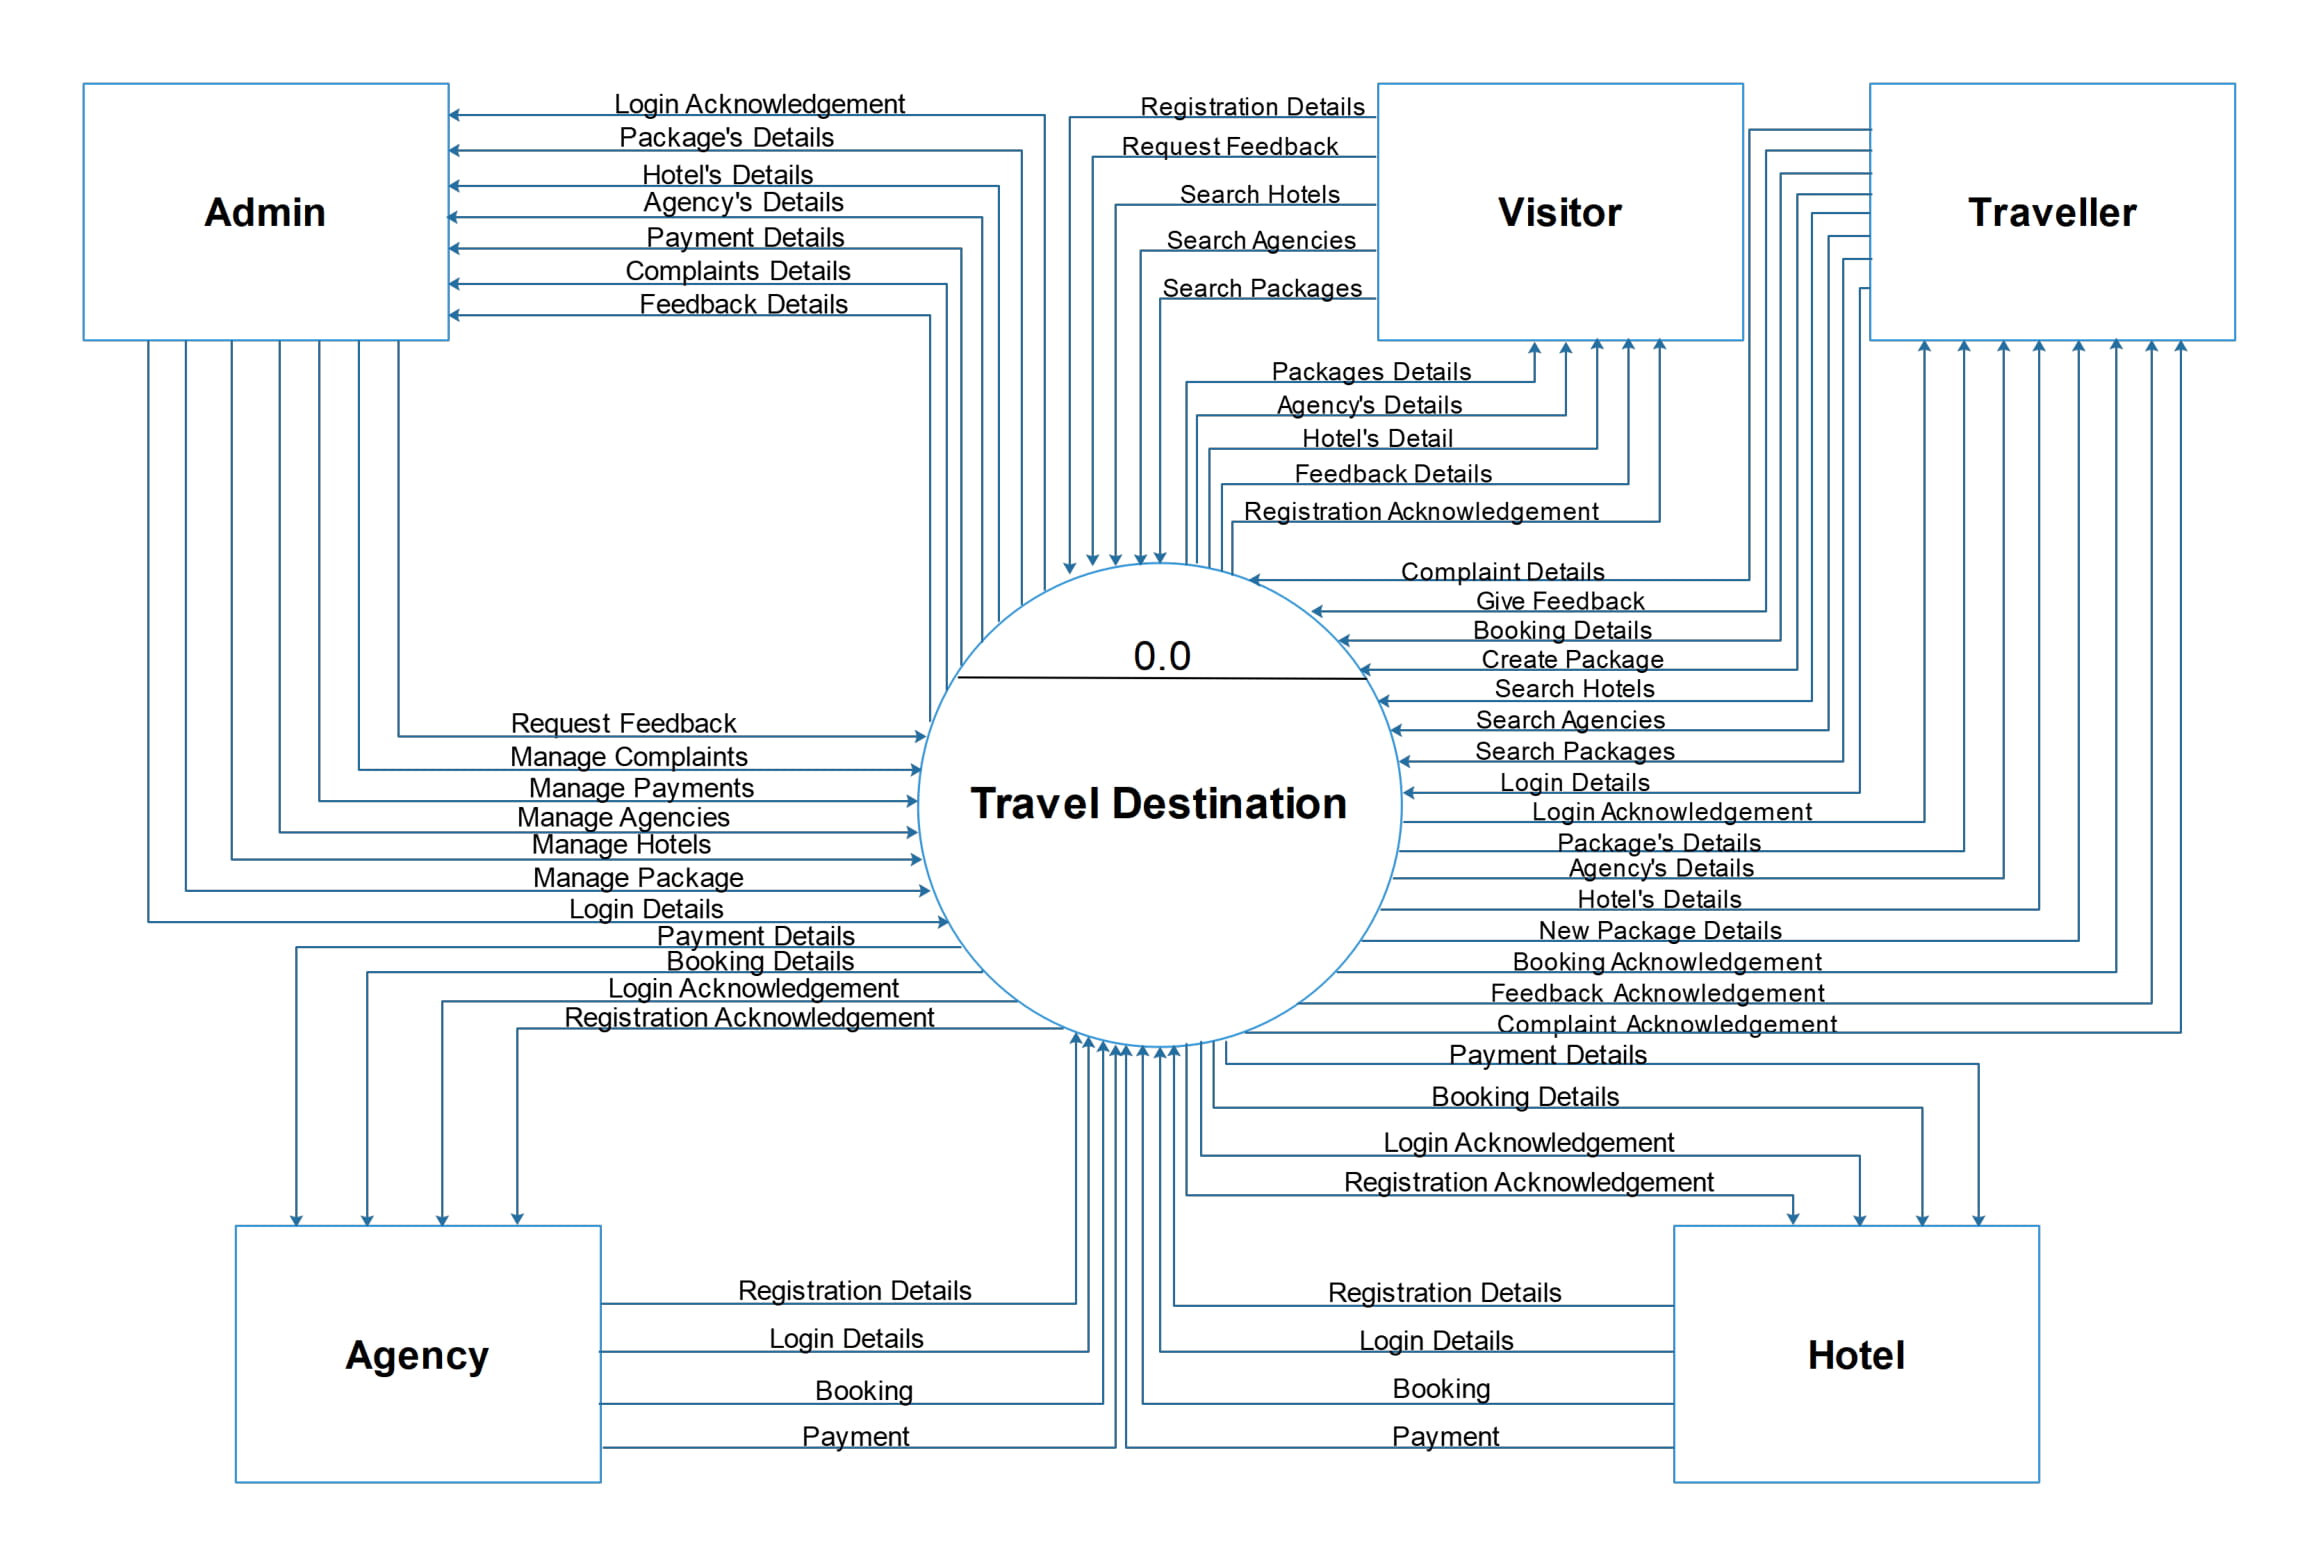 Admin
Login Acknowledgement
Package's Details
Hotel's Details
Agency's Details
Payment Details
Complaints Details
Feedback Details
Registration Details
Request Feedback
Search Hotels
Search Agencies
Search Packages
Visitor
Traveller
Packages Details
Agency's Details
Hotel's Detail
Feedback Details
Registration Acknowledgement
Complaint Details
Give Feedback
Booking Details
Create Package
Search Hotels
Search Agencies
Search Packages
Login Details
Login Acknowledgement
Package's Details
Agency's Details
Hotel's Details
New Package Details
Booking Acknowledgement
Feedback Acknowledgement
Complaint Acknowledgement
0.0
Travel Destination
Request Feedback
Manage Complaints
Manage Payments
Manage Agencies
Manage Hotels
Manage Package
Login Details
Payment Details
Booking Details
Login Acknowledgement
Registration Acknowledgement
Payment Details
Booking Details
Login Acknowledgement
Registration Acknowledgement
Agency
Registration Details
Login Details
Booking
Payment
Registration Details
Login Details
Booking
Payment
Hotel